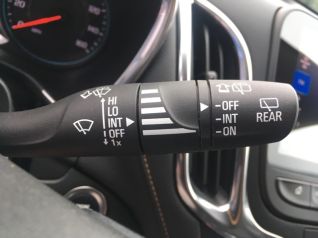 HI
LO
INT
OFF
1x
-OFF
-INT
-ON
REAR